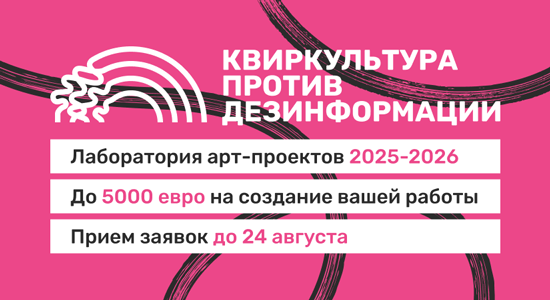 КВИРКУЛЬТУРА
ПРОТИВ
ДЕЗИНФОРМАЦИИ
Лаборатория арт-проектов 2025-2026
До 5000 евро на создание вашей работы
Прием заявок до 24 августа